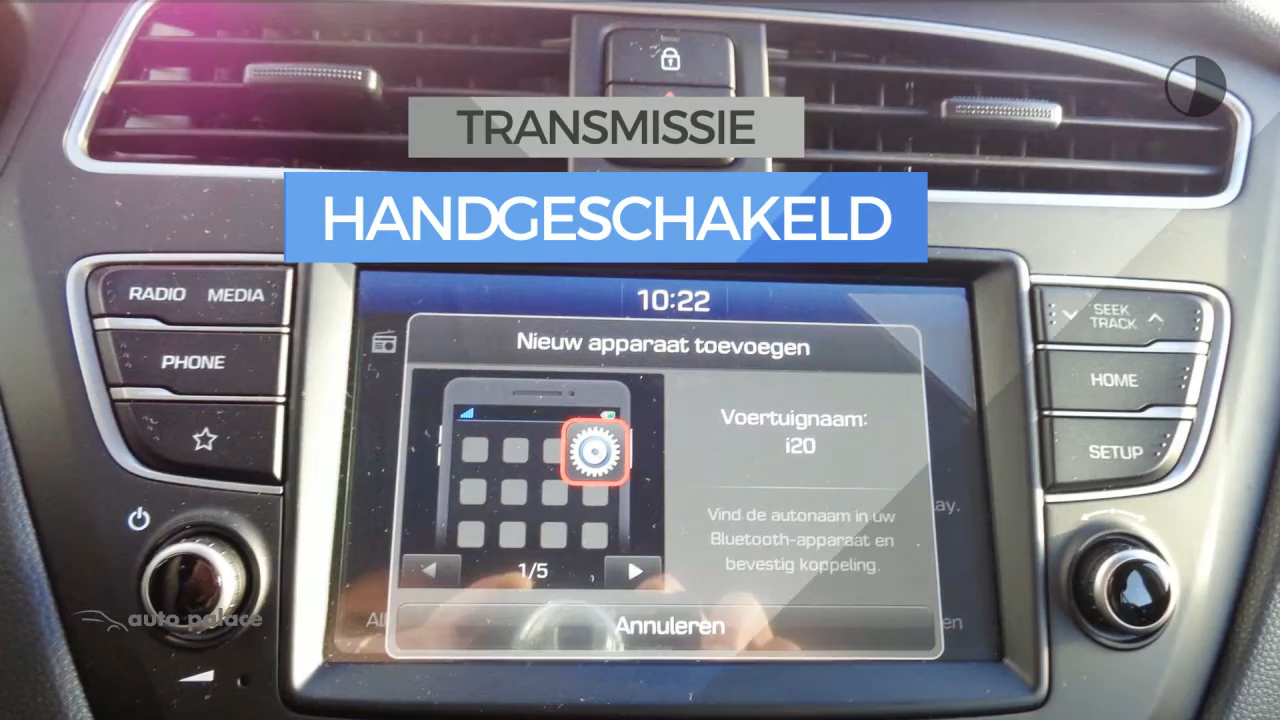 TRANSMISSIE
HANDGESCHAKELD
RADIO MEDIA
PHONE
10:22
Nieuw apparaat toevoegen
Voertuignaam:
i20
Vind de autonaam in uw
Bluetooth-apparaat en
bevestig koppeling.
1/5
Annuleren
SEEK
TRACK
HOME
SETUP
auto palace